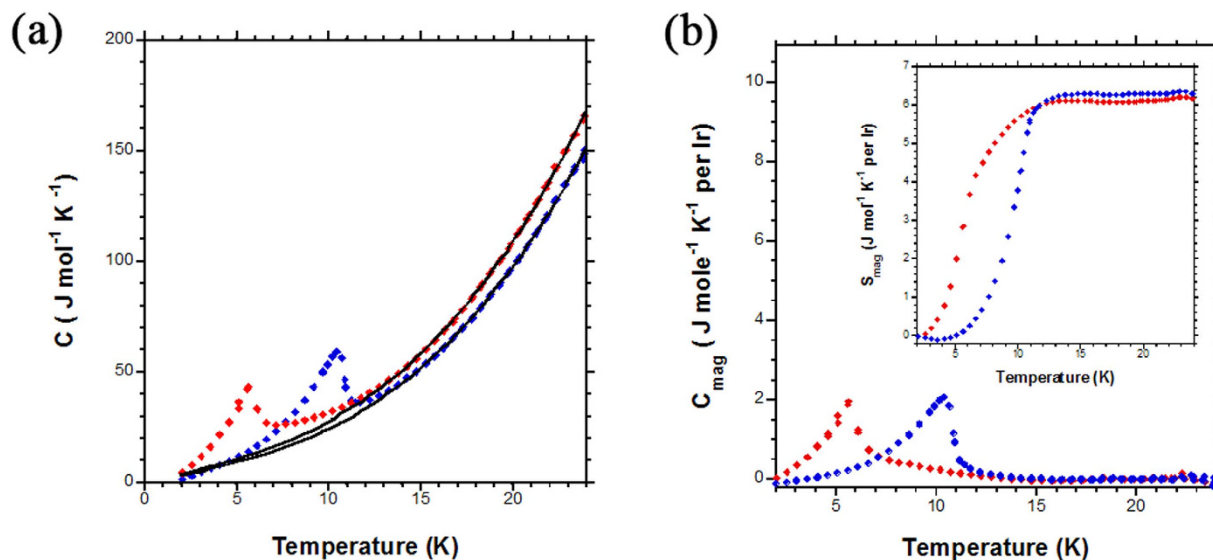 (a)
200
150
100
50
0
C ( J mol⁻¹ K⁻¹)
0 5 10 15 20
Temperature (K)
(b)
10
8
6
4
2
0
C_mag ( J mole⁻¹ K⁻¹ per Ir)
5 10 15 20
Temperature (K)
7
6
5
4
3
2
1
0
S_mag (J mol⁻¹ K⁻¹ per Ir)
5 10 15 20
Temperature (K)